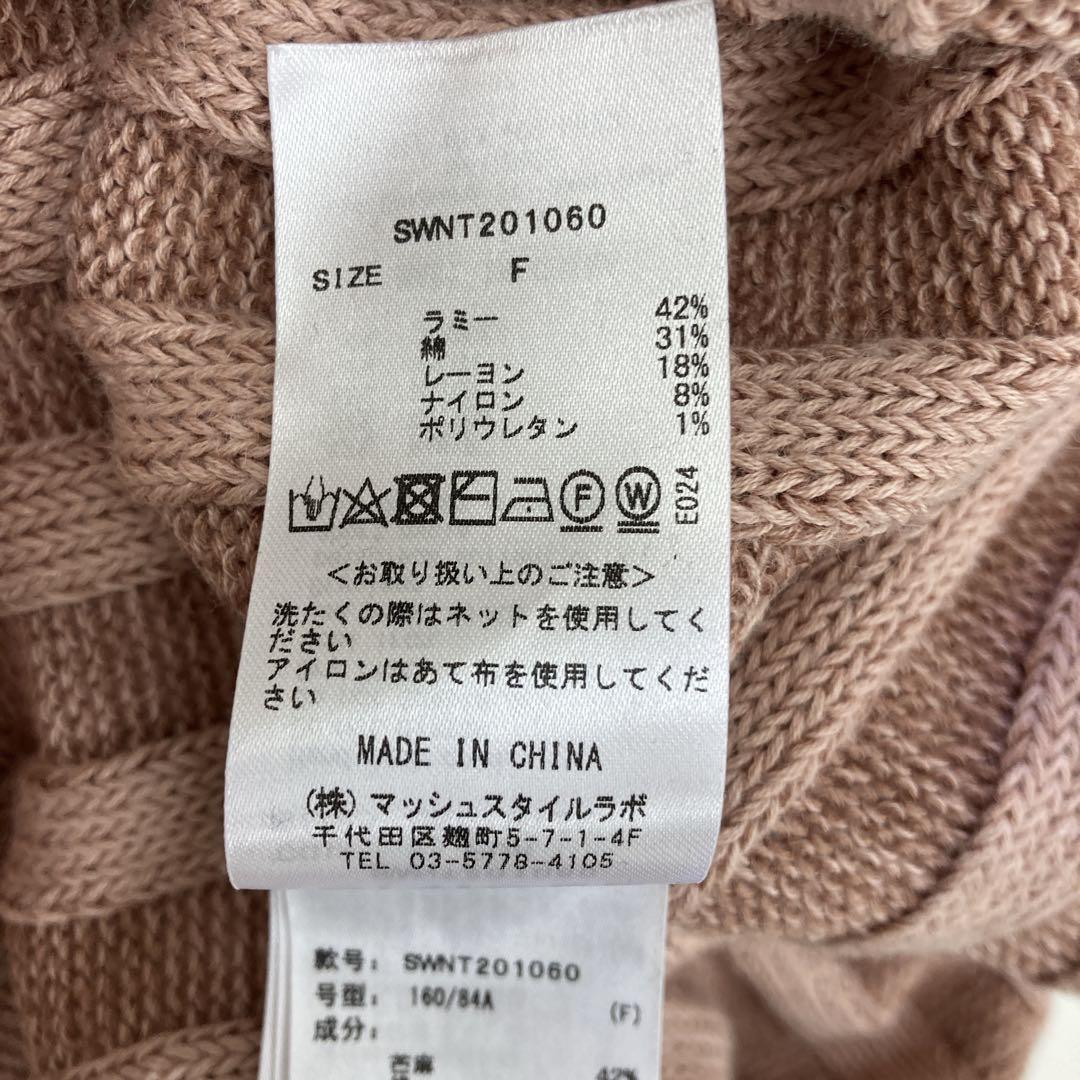 SWNT201060
SIZE F
ラミー 42%
綿 31%
レーヨン 18%
ナイロン 8%
ポリウレタン 1%
F W E024
<お取り扱い上のご注意>
洗たくの際はネットを使用してく
ださい
アイロンはあて布を使用してくだ
さい
MADE IN CHINA
(株)マッシュスタイルラボ
千代田区麹町5-7-1-4F
TEL 03-5778-4105
款号: SWNT201060
号型: 160/84A (F)
成分:
苎麻 42%